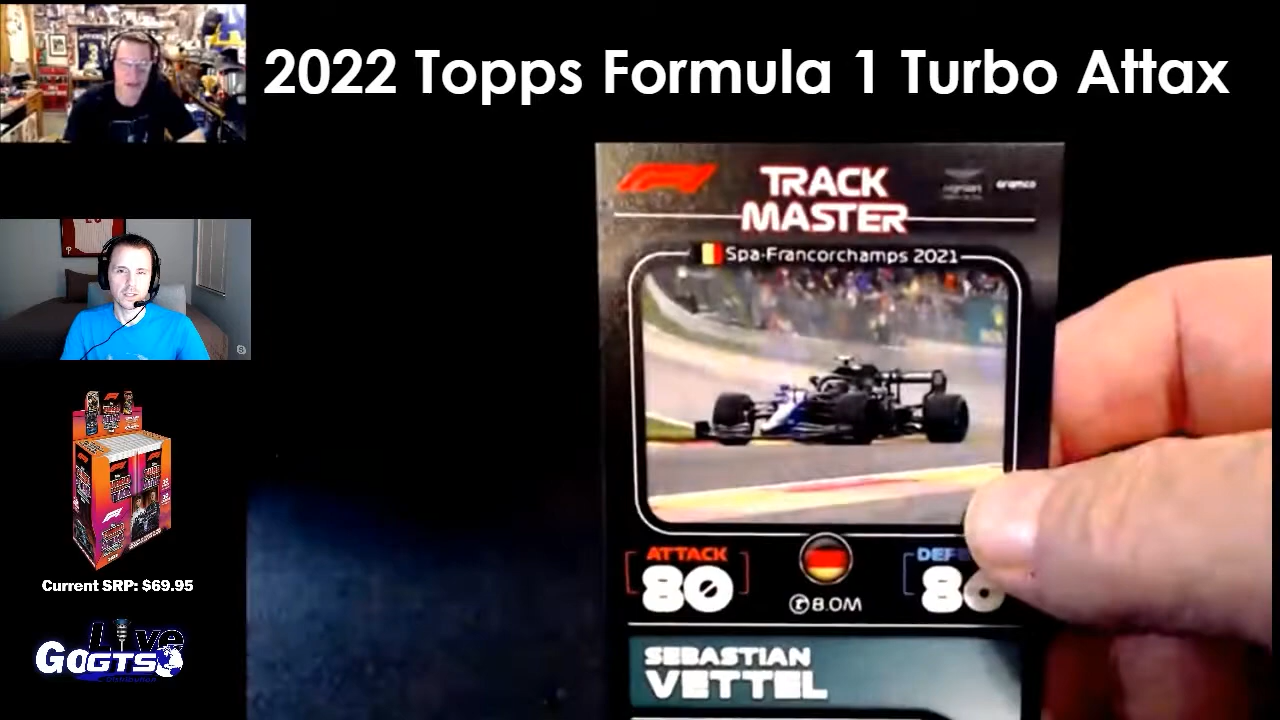 2022 Topps Formula 1 Turbo Attax
TRACK
MASTER
aramco
Spa-Francorchamps 2021
ATTACK
80
8.0M
SEBASTIAN
VETTEL
Current SRP: $69.95
Live
GOGTS